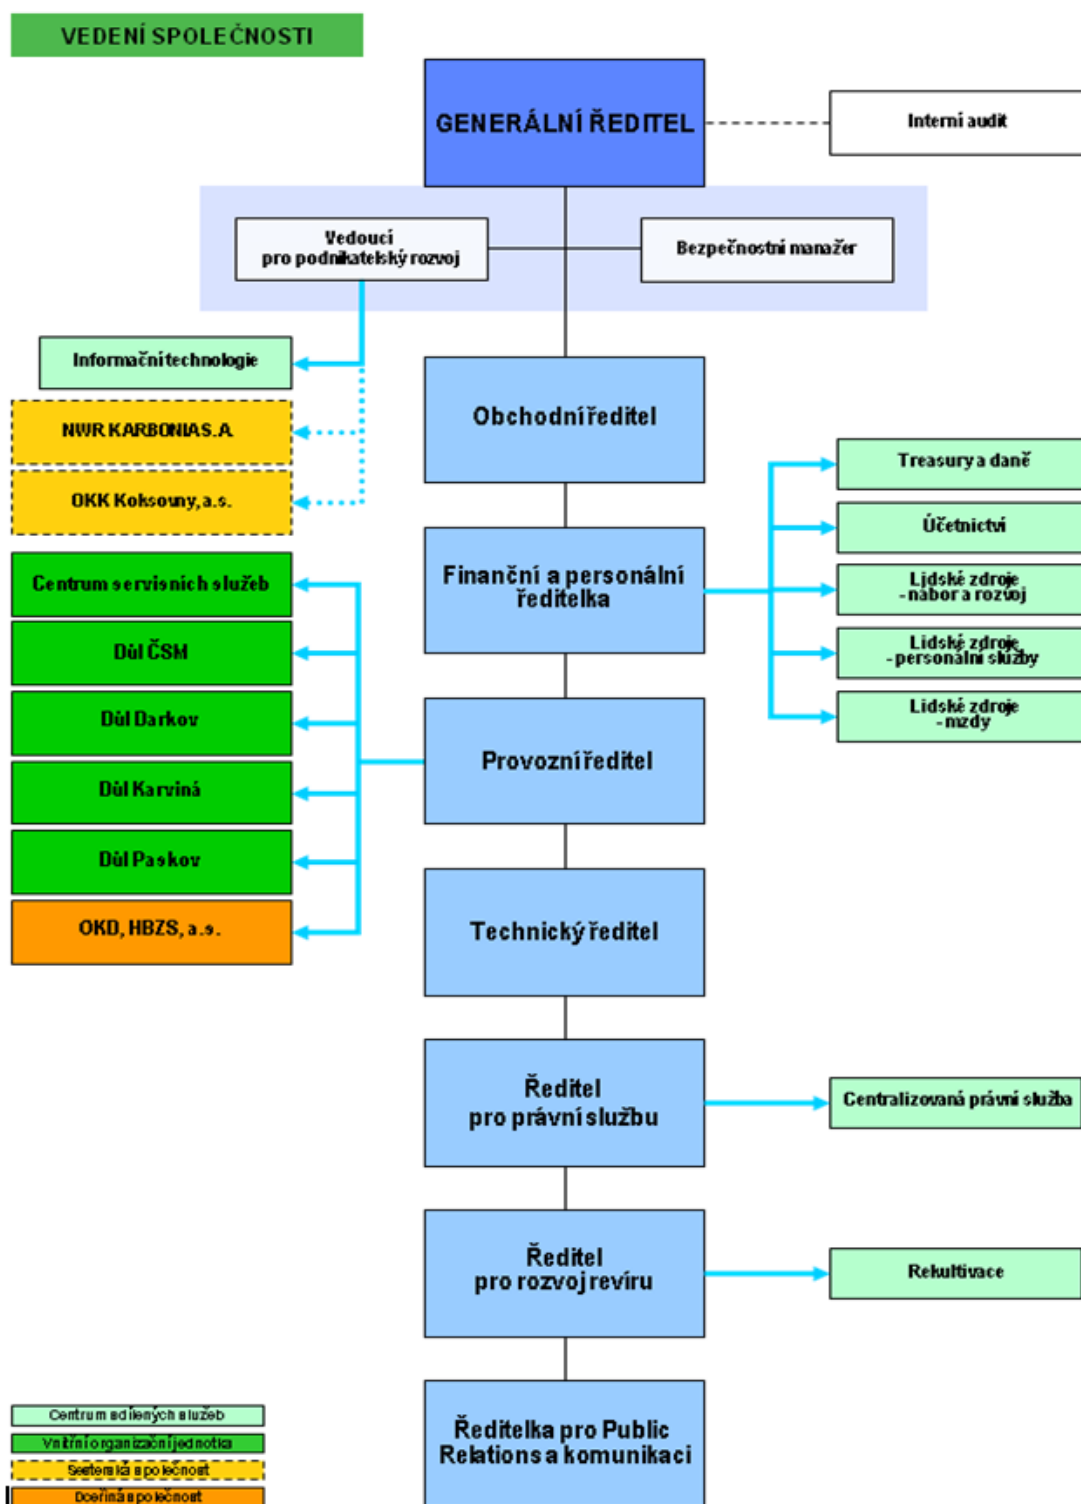 VEDENÍ SPOLEČNOSTI
GENERÁLNÍ ŘEDITEL
Interní audit
Vedoucí
pro podnikatelský rozvoj
Bezpečnostní manažer
Informační technologie
NWR KARBONIA S.A.
OKK Koksovny, a.s.
Obchodní ředitel
Treasury a daně
Účetnictví
Lidské zdroje
- nábor a rozvoj
Lidské zdroje
- personální služby
Lidské zdroje
- mzdy
Finanční a personální
ředitelka
Centrum servisních služeb
Důl ČSM
Důl Darkov
Důl Karviná
Důl Paskov
OKD, HBZS, a.s.
Provozní ředitel
Technický ředitel
Ředitel
pro právní službu
Centralizovaná právní služba
Ředitel
pro rozvoj revíru
Rekultivace
Ředitelka pro Public
Relations a komunikaci
Centrum sdílených služeb
Vnitřní organizační jednotka
Sesterská společnost
Dceřiná společnost